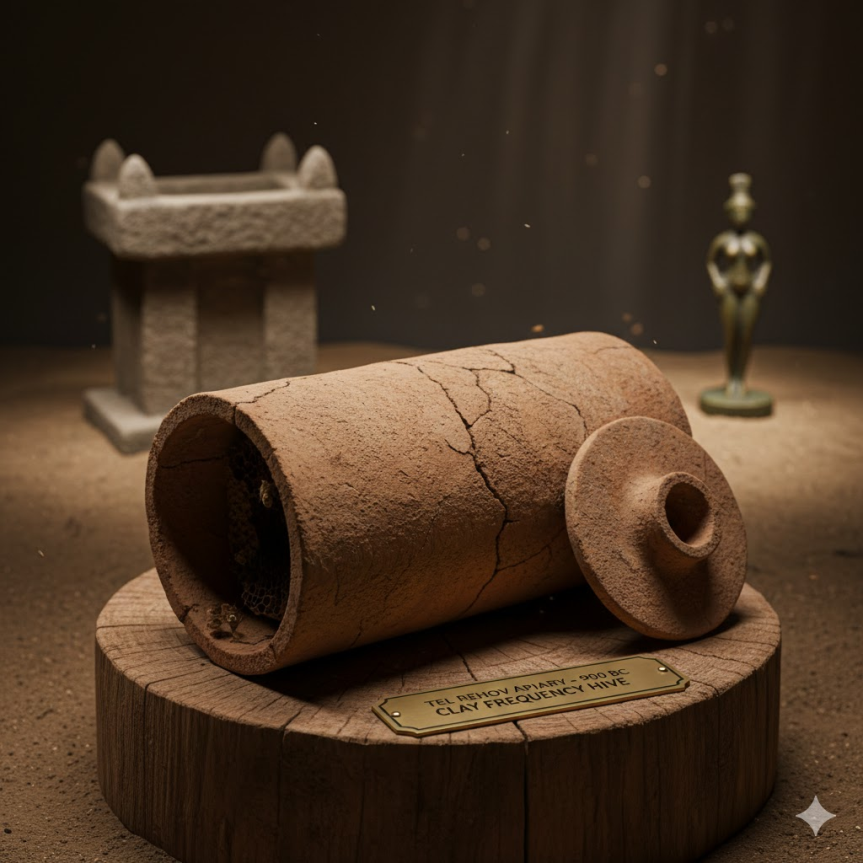 TEL REHOV APIARY - 900 BC
CLAY FREQUENCY HIVE